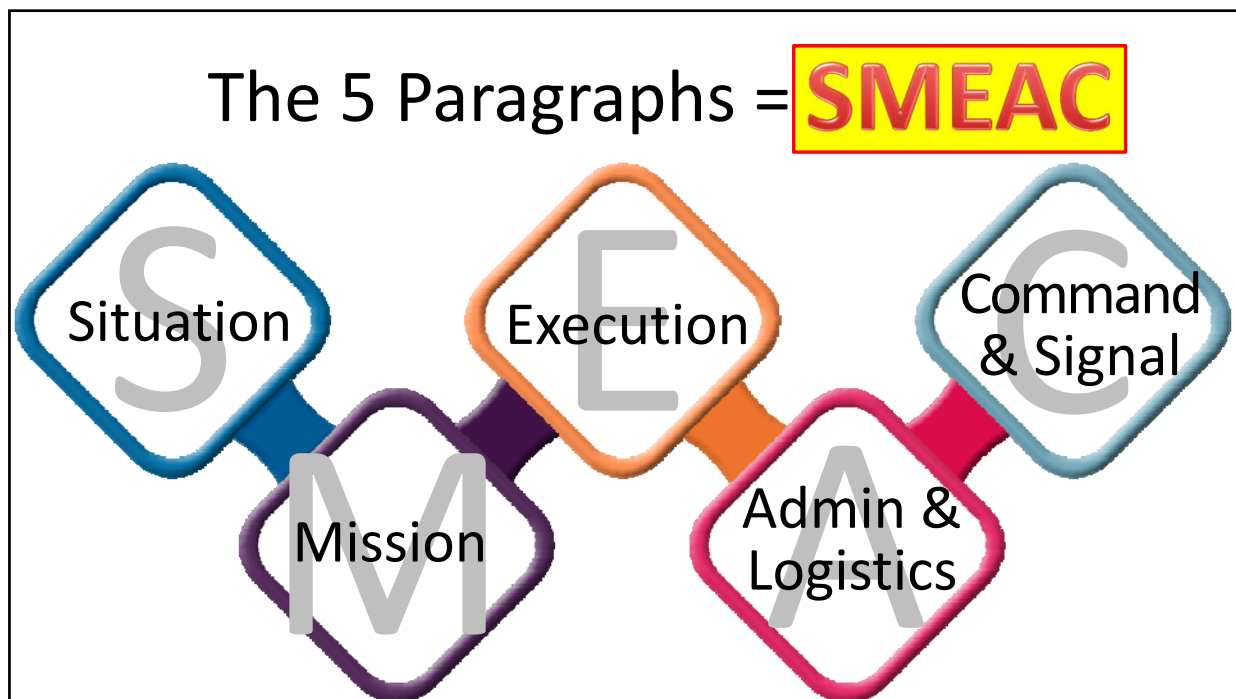 The 5 Paragraphs = SMEAC
S
Situation
M
Mission
E
Execution
A
Admin &
Logistics
C
Command
& Signal